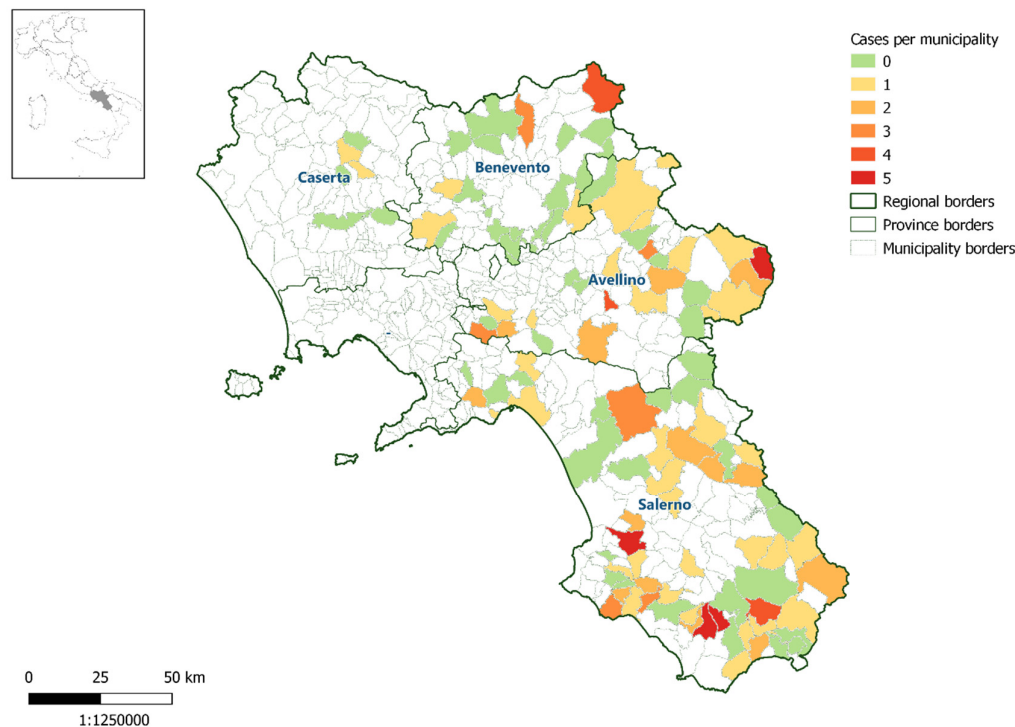 Cases per municipality
0
1
2
3
4
5
Regional borders
Province borders
Municipality borders
Benevento
Caserta
Avellino
Salerno
0 25 50 km
1:1250000